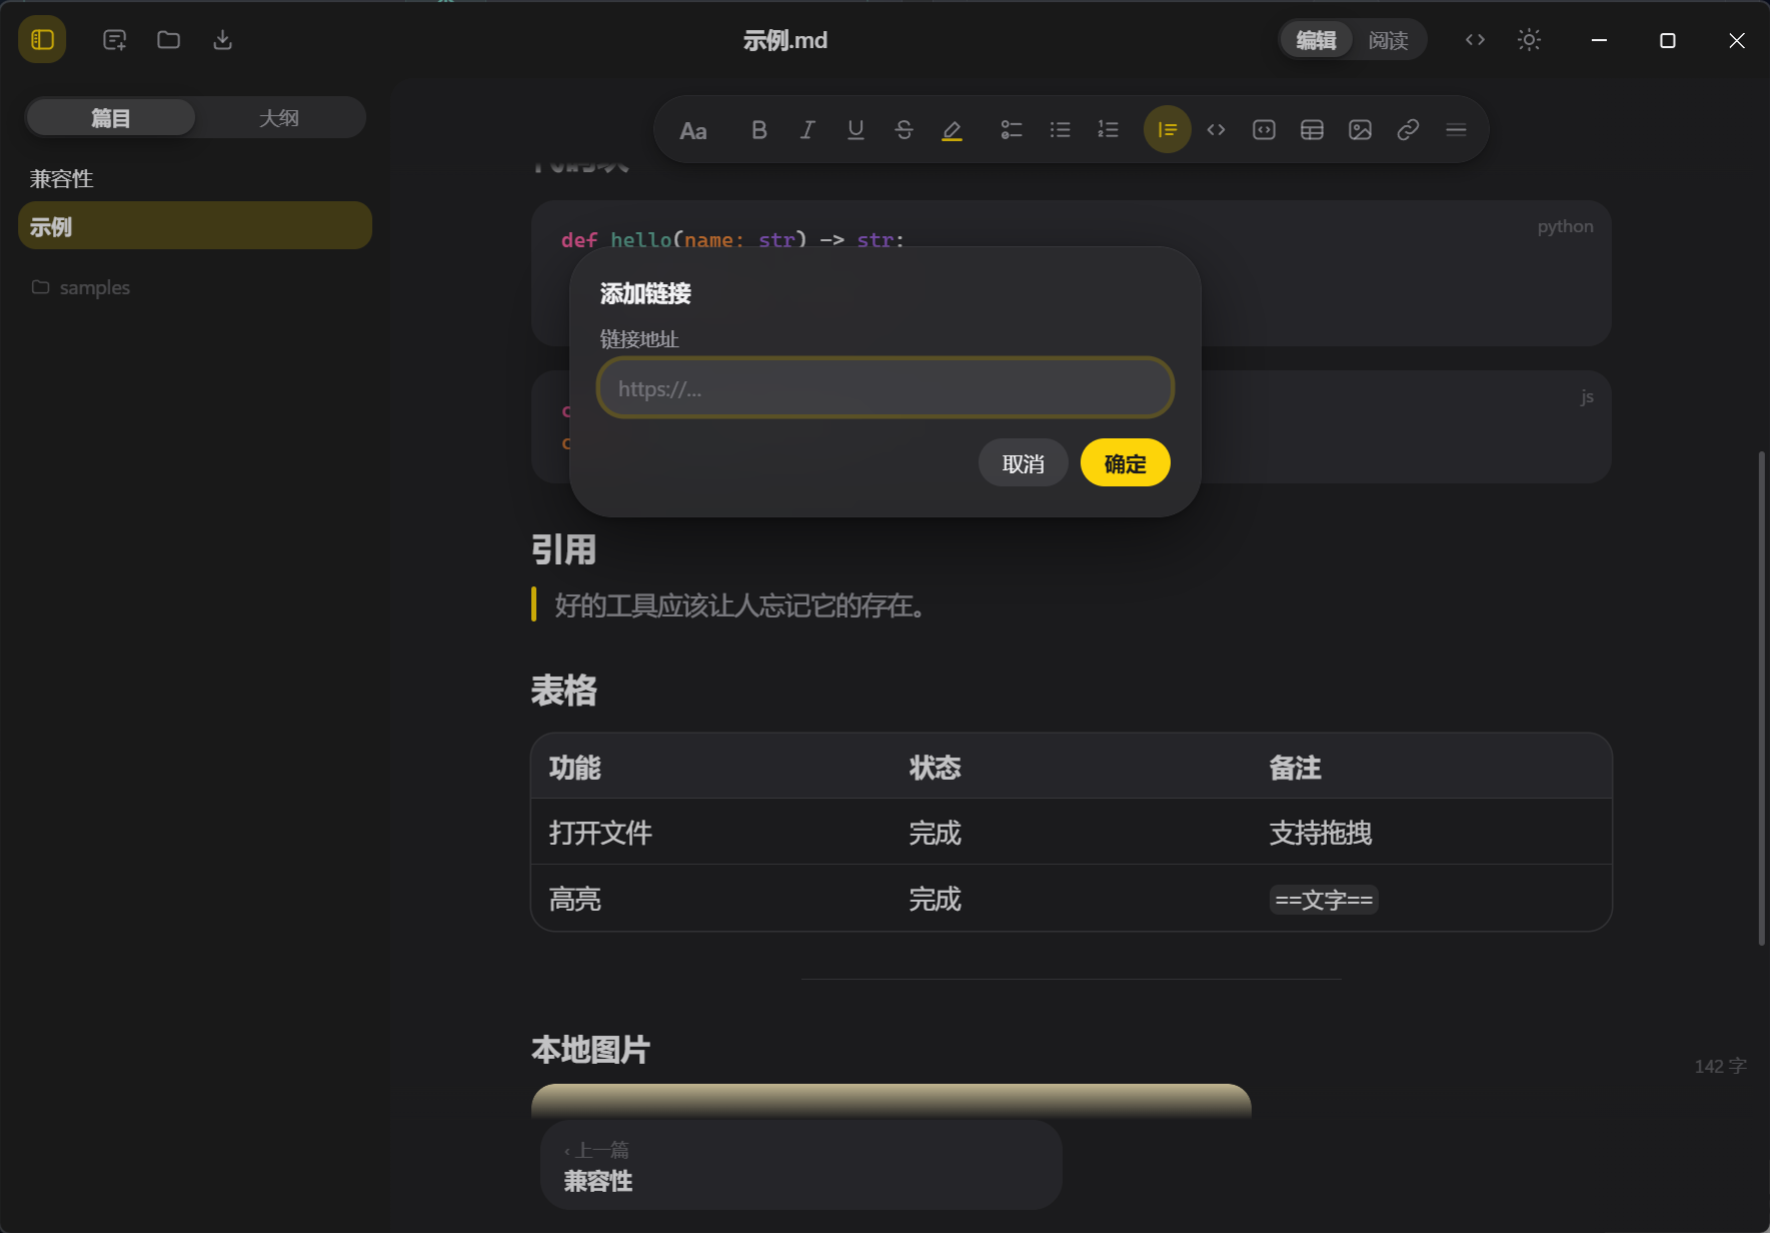 示例.md
编辑
阅读
篇目
大纲
Aa
兼容性
示例
samples
python
def hello(name: str) -> str:
添加链接
链接地址
https://...
js
取消
确定
引用
好的工具应该让人忘记它的存在。
表格
功能 状态 备注
打开文件 完成 支持拖拽
高亮 完成 ==文字==
本地图片
142 字
‹ 上一篇
兼容性